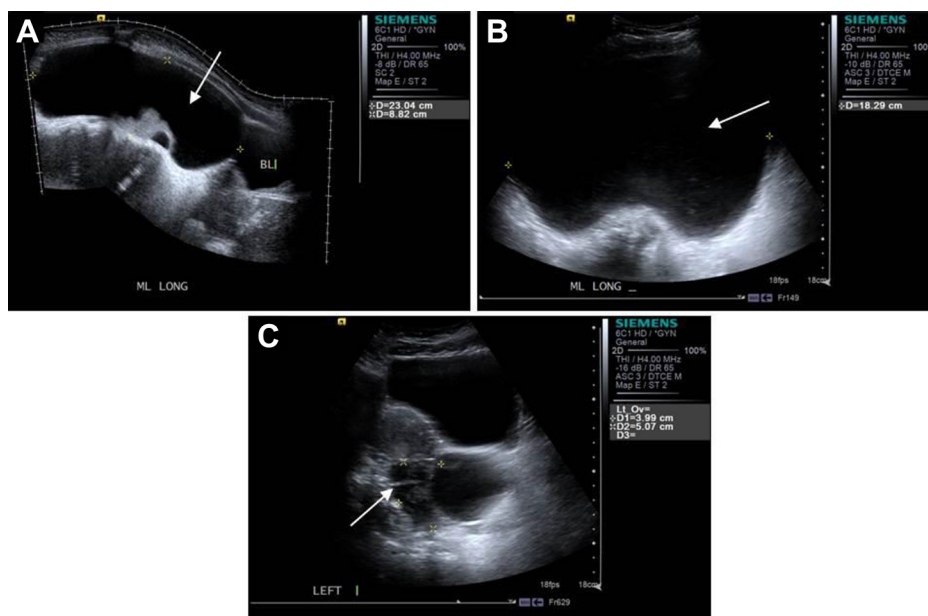 A
SIEMENS
6C1 HD / *GYN
General
2D 100%
THI / H4.00 MHz
-8 dB / DR 65
SC 2
Map E / ST 2
D=23.04 cm
D=8.82 cm
BL
ML LONG
B
SIEMENS
6C1 HD / *GYN
General
2D 100%
THI / H4.00 MHz
-10 dB / DR 65
ASC 3 / DTCE M
Map E / ST 2
D=18.29 cm
ML LONG _
18fps 18cm
Fr149
C
SIEMENS
6C1 HD / *GYN
General
2D 100%
THI / H4.00 MHz
-16 dB / DR 65
ASC 3 / DTCE M
Map E / ST 2
Lt_Ov=
D1=3.99 cm
D2=5.07 cm
D3=
LEFT
18fps 18cm
Fr629